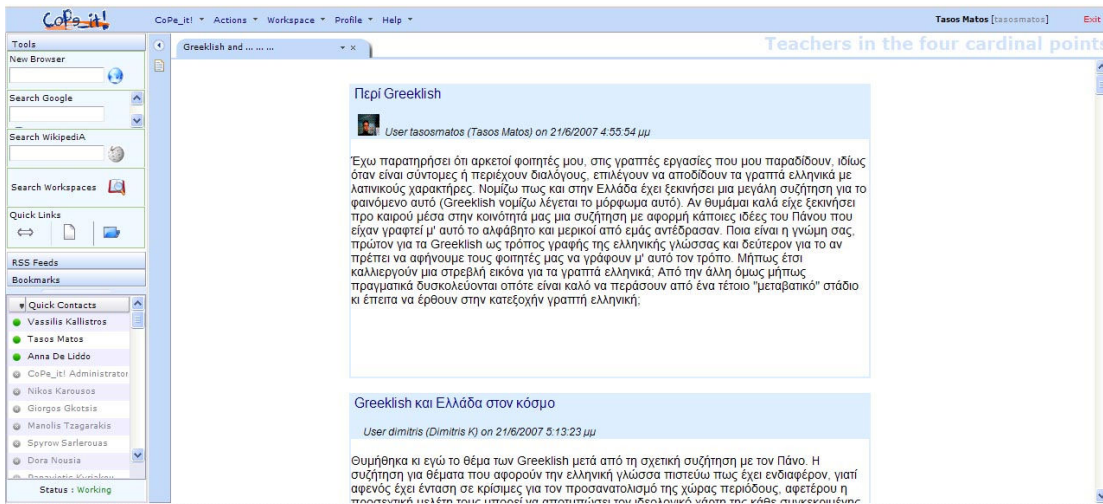 CoPe_it!
CoPe_it! Actions Workspace Profile Help
Tasos Matos [tasosmatos] Exit
Tools
New Browser
Search Google
Search WikipediA
Search Workspaces
Quick Links
RSS Feeds
Bookmarks
Quick Contacts
Vassilis Kallistros
Tasos Matos
Anna De Liddo
CoPe_it! Administrator
Nikos Karousos
Giorgos Gkotsis
Manolis Tzagarakis
Spyrow Sarlerouas
Dora Nousia
Status : Working
Greeklish and ... ... ...
Teachers in the four cardinal points
Περί Greeklish
User tasosmatos (Tasos Matos) on 21/6/2007 4:55:54 μμ
Έχω παρατηρήσει ότι αρκετοί φοιτητές μου, στις γραπτές εργασίες που μου παραδίδουν, ιδίως
όταν είναι σύντομες ή περιέχουν διαλόγους, επιλέγουν να αποδίδουν τα γραπτά ελληνικά με
λατινικούς χαρακτήρες. Νομίζω πως και στην Ελλάδα έχει ξεκινήσει μια μεγάλη συζήτηση για το
φαινόμενο αυτό (Greeklish νομίζω λέγεται το μόρφωμα αυτό). Αν θυμάμαι καλά είχε ξεκινήσει
προ καιρού μέσα στην κοινότητά μας μια συζήτηση με αφορμή κάποιες ιδέες του Πάνου που
είχαν γραφτεί μ' αυτό το αλφάβητο και μερικοί από εμάς αντέδρασαν. Ποια είναι η γνώμη σας,
πρώτον για τα Greeklish ως τρόπος γραφής της ελληνικής γλώσσας και δεύτερον για το αν
πρέπει να αφήνουμε τους φοιτητές μας να γράφουν μ' αυτό τον τρόπο. Μήπως έτσι
καλλιεργούν μια στρεβλή εικόνα για τα γραπτά ελληνικά; Από την άλλη όμως μήπως
πραγματικά δυσκολεύονται οπότε είναι καλό να περάσουν από ένα τέτοιο "μεταβατικό" στάδιο
κι έπειτα να έρθουν στην κατεξοχήν γραπτή ελληνική;
Greeklish και Ελλάδα στον κόσμο
User dimitris (Dimitris K) on 21/6/2007 5:13:23 μμ
Θυμήθηκα κι εγώ το θέμα των Greeklish μετά από τη σχετική συζήτηση με τον Πάνο. Η
συζήτηση για θέματα που αφορούν την ελληνική γλώσσα πιστεύω πως έχει ενδιαφέρον, γιατί
αφενός έχει ένταση σε κρίσιμες για τον προσανατολισμό της χώρας περιόδους, αφετέρου η
προσεκτική μελέτη τους μπορεί να αποτυπώσει τον ιδεολογικό χάρτη της κάθε συγκεκριμένης